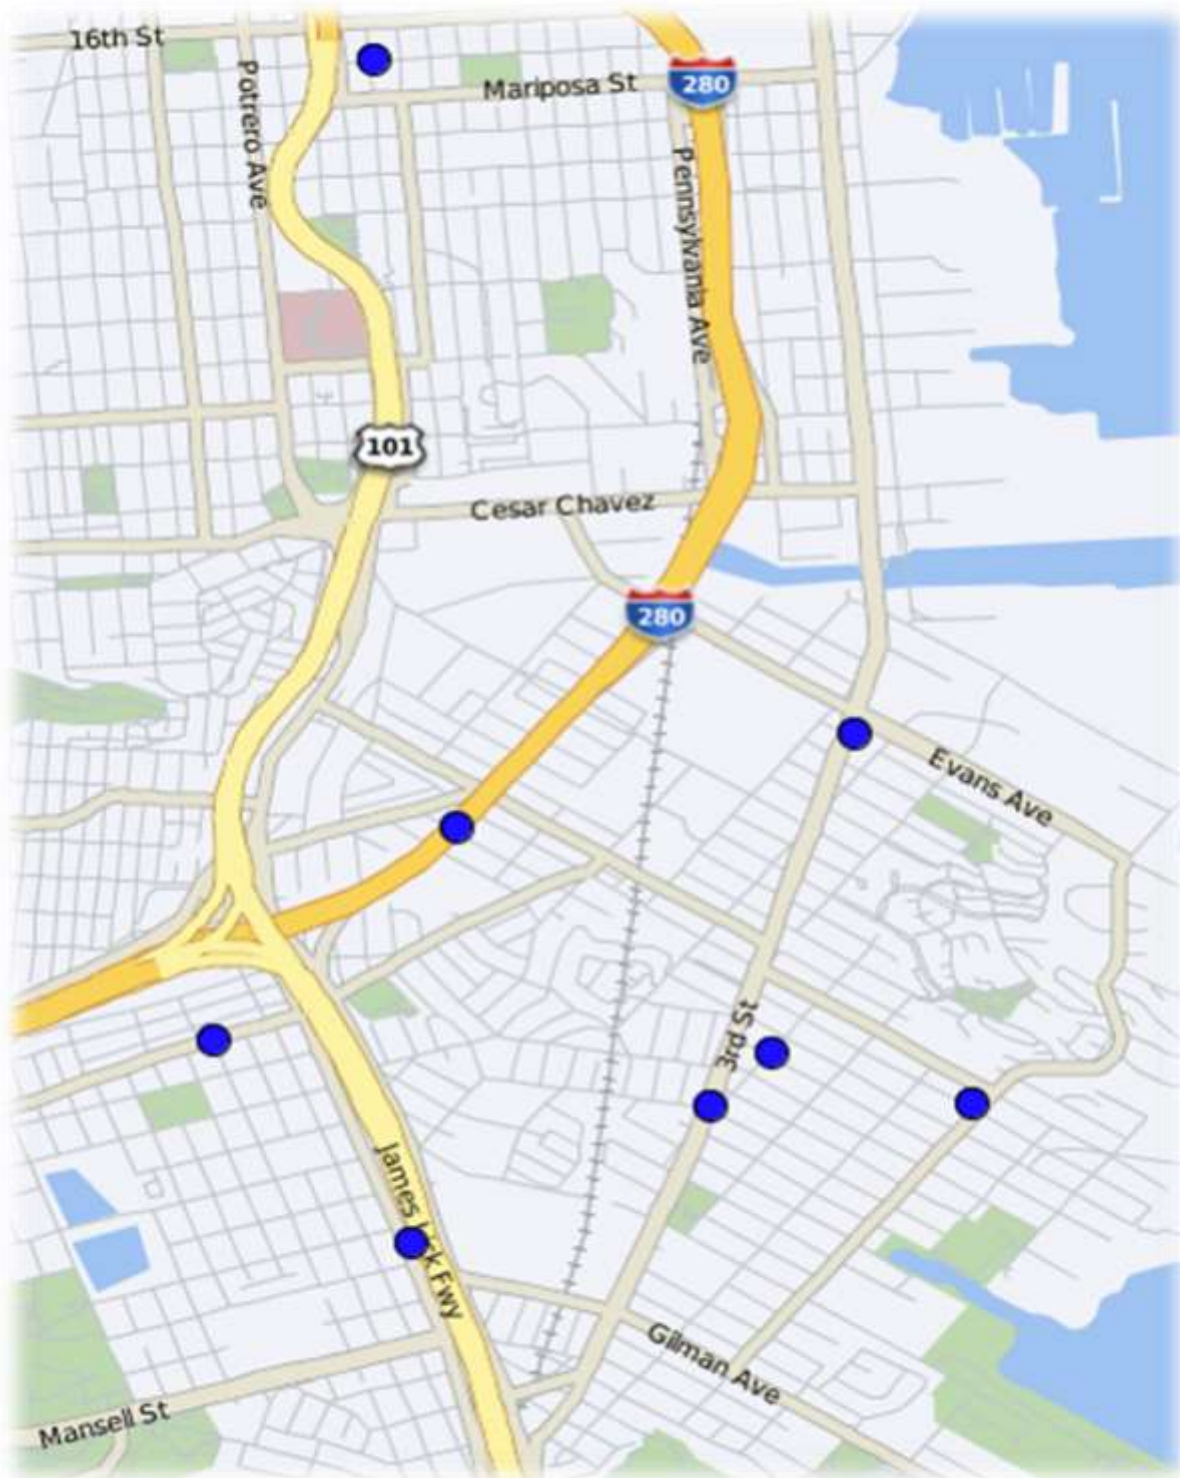 16th St
Potrero Ave
Mariposa St
280
Pennsylvania Ave
101
Cesar Chavez
280
Evans Ave
3rd St
James Fwy
Gilman Ave
Mansell St